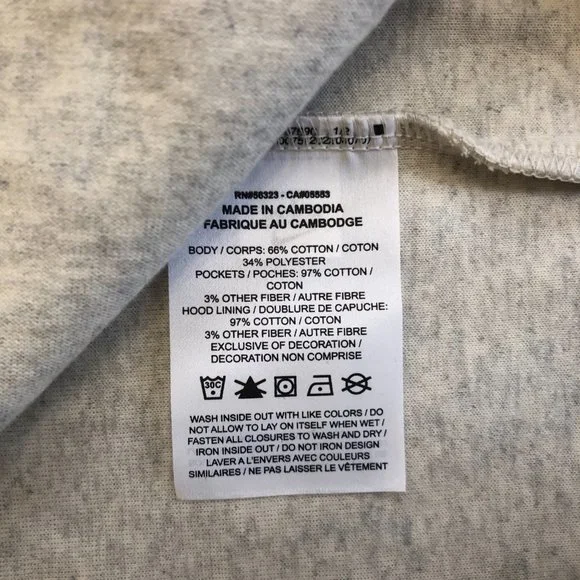 RN#56323 - CA#05553
MADE IN CAMBODIA
FABRIQUE AU CAMBODGE
BODY / CORPS: 66% COTTON / COTON
34% POLYESTER
POCKETS / POCHES: 97% COTTON /
COTON
3% OTHER FIBER / AUTRE FIBRE
HOOD LINING / DOUBLURE DE CAPUCHE:
97% COTTON / COTON
3% OTHER FIBER / AUTRE FIBRE
EXCLUSIVE OF DECORATION /
DECORATION NON COMPRISE
30C
WASH INSIDE OUT WITH LIKE COLORS / DO
NOT ALLOW TO LAY ON ITSELF WHEN WET /
FASTEN ALL CLOSURES TO WASH AND DRY /
IRON INSIDE OUT / DO NOT IRON DESIGN
LAVER A L'ENVERS AVEC COULEURS
SIMILAIRES / NE PAS LAISSER LE VÊTEMENT